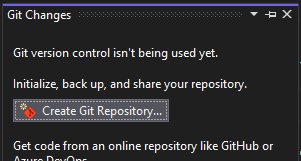 Git Changes
Git version control isn't being used yet.
Initialize, back up, and share your repository.
Create Git Repository...
Get code from an online repository like GitHub or
Azure DevOps.